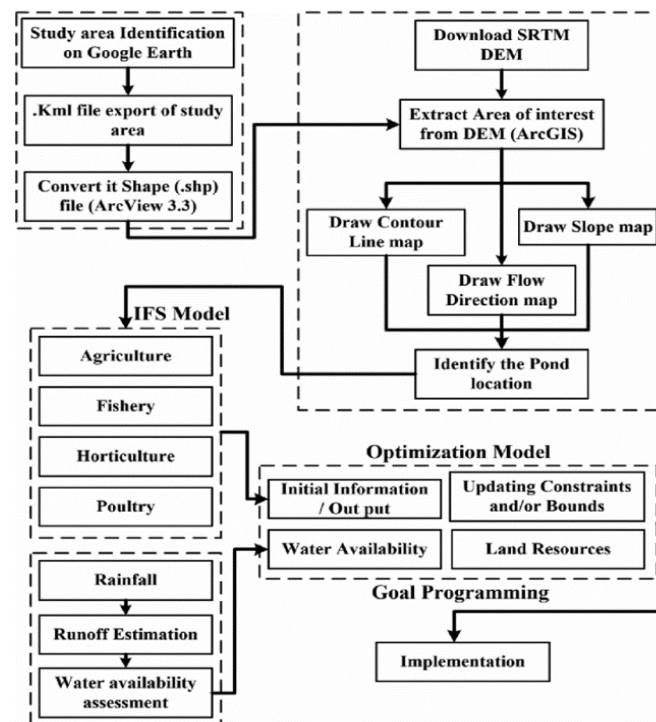 Study area Identification
on Google Earth
.Kml file export of study
area
Convert it Shape (.shp)
file (ArcView 3.3)
Download SRTM
DEM
Extract Area of interest
from DEM (ArcGIS)
Draw Contour
Line map
Draw Slope map
Draw Flow
Direction map
Identify the Pond
location
IFS Model
Agriculture
Fishery
Horticulture
Poultry
Optimization Model
Initial Information
/ Out put
Updating Constraints
and/or Bounds
Water Availability
Land Resources
Goal Programming
Rainfall
Runoff Estimation
Water availability
assessment
Implementation